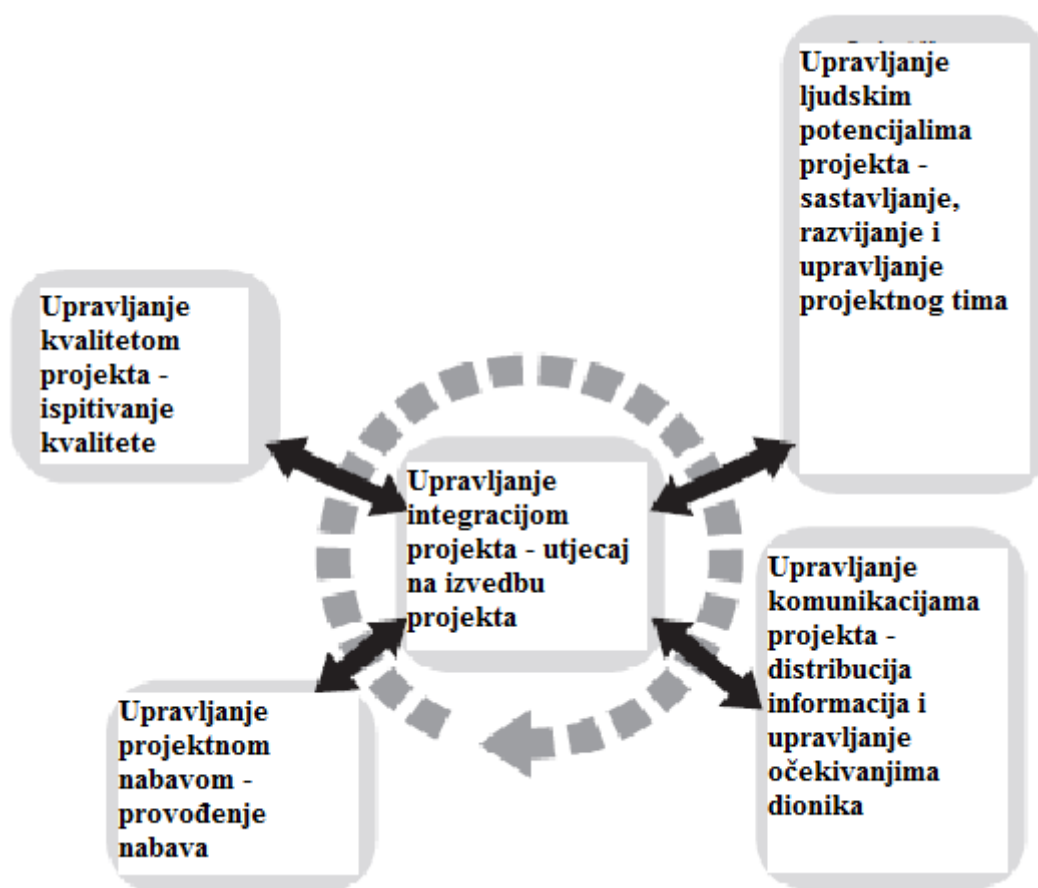 Upravljanje
ljudskim
potencijalima
projekta -
sastavljanje,
razvijanje i
upravljanje
projektnog tima
Upravljanje
kvalitetom
projekta -
ispitivanje
kvalitete
Upravljanje
integracijom
projekta - utjecaj
na izvedbu
projekta
Upravljanje
komunikacijama
projekta -
distribucija
informacija i
upravljanje
očekivanjima
dionika
Upravljanje
projektnom
nabavom -
provođenje
nabava